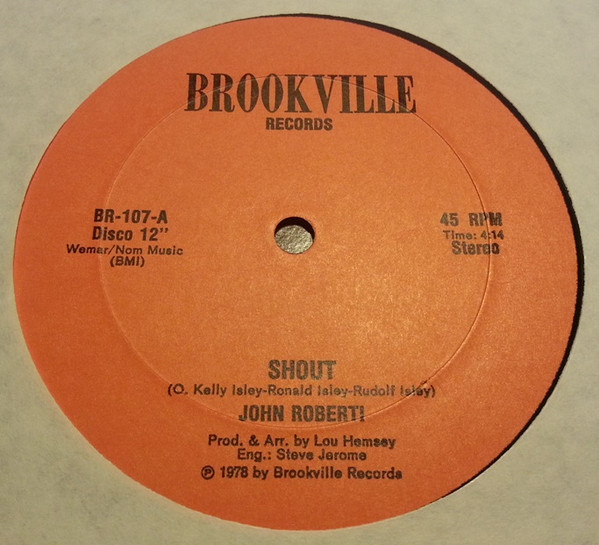 BROOKVILLE
RECORDS
BR-107-A
Disco 12"
Wemar/Nom Music
(BMI)
45 RPM
Time: 4:14
Stereo
SHOUT
(O. Kelly Isley-Ronald Isley-Rudolf Isley)
JOHN ROBERTI
Prod. & Arr. by Lou Hemsey
Eng.: Steve Jerome
℗ 1978 by Brookville Records